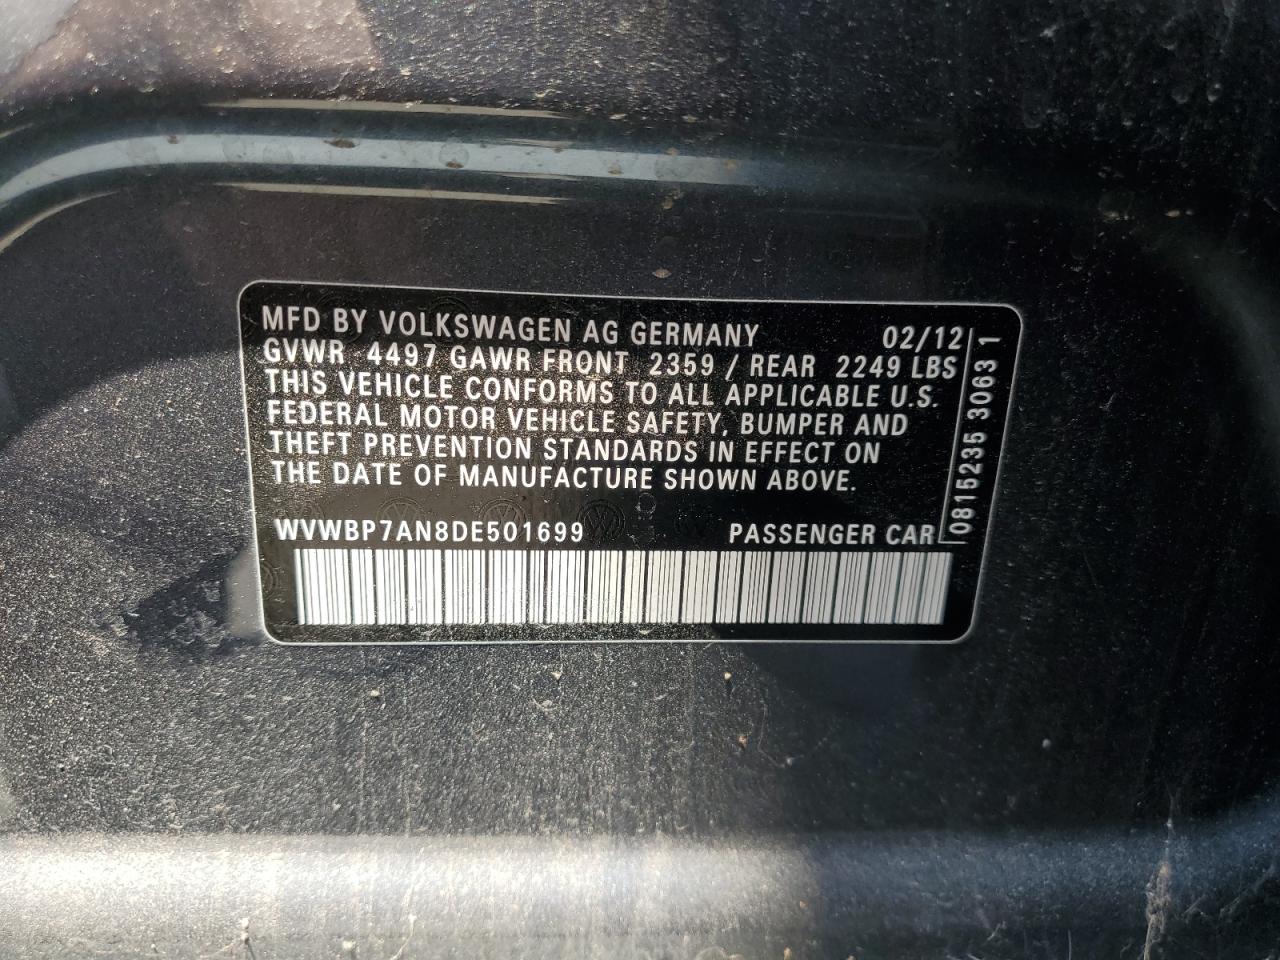 MFD BY VOLKSWAGEN AG GERMANY 02/12
GVWR 4497 GAWR FRONT 2359 / REAR 2249 LBS
THIS VEHICLE CONFORMS TO ALL APPLICABLE U.S.
FEDERAL MOTOR VEHICLE SAFETY, BUMPER AND
THEFT PREVENTION STANDARDS IN EFFECT ON
THE DATE OF MANUFACTURE SHOWN ABOVE.
WVWBP7AN8DE501699 PASSENGER CAR
0815235 3063 1